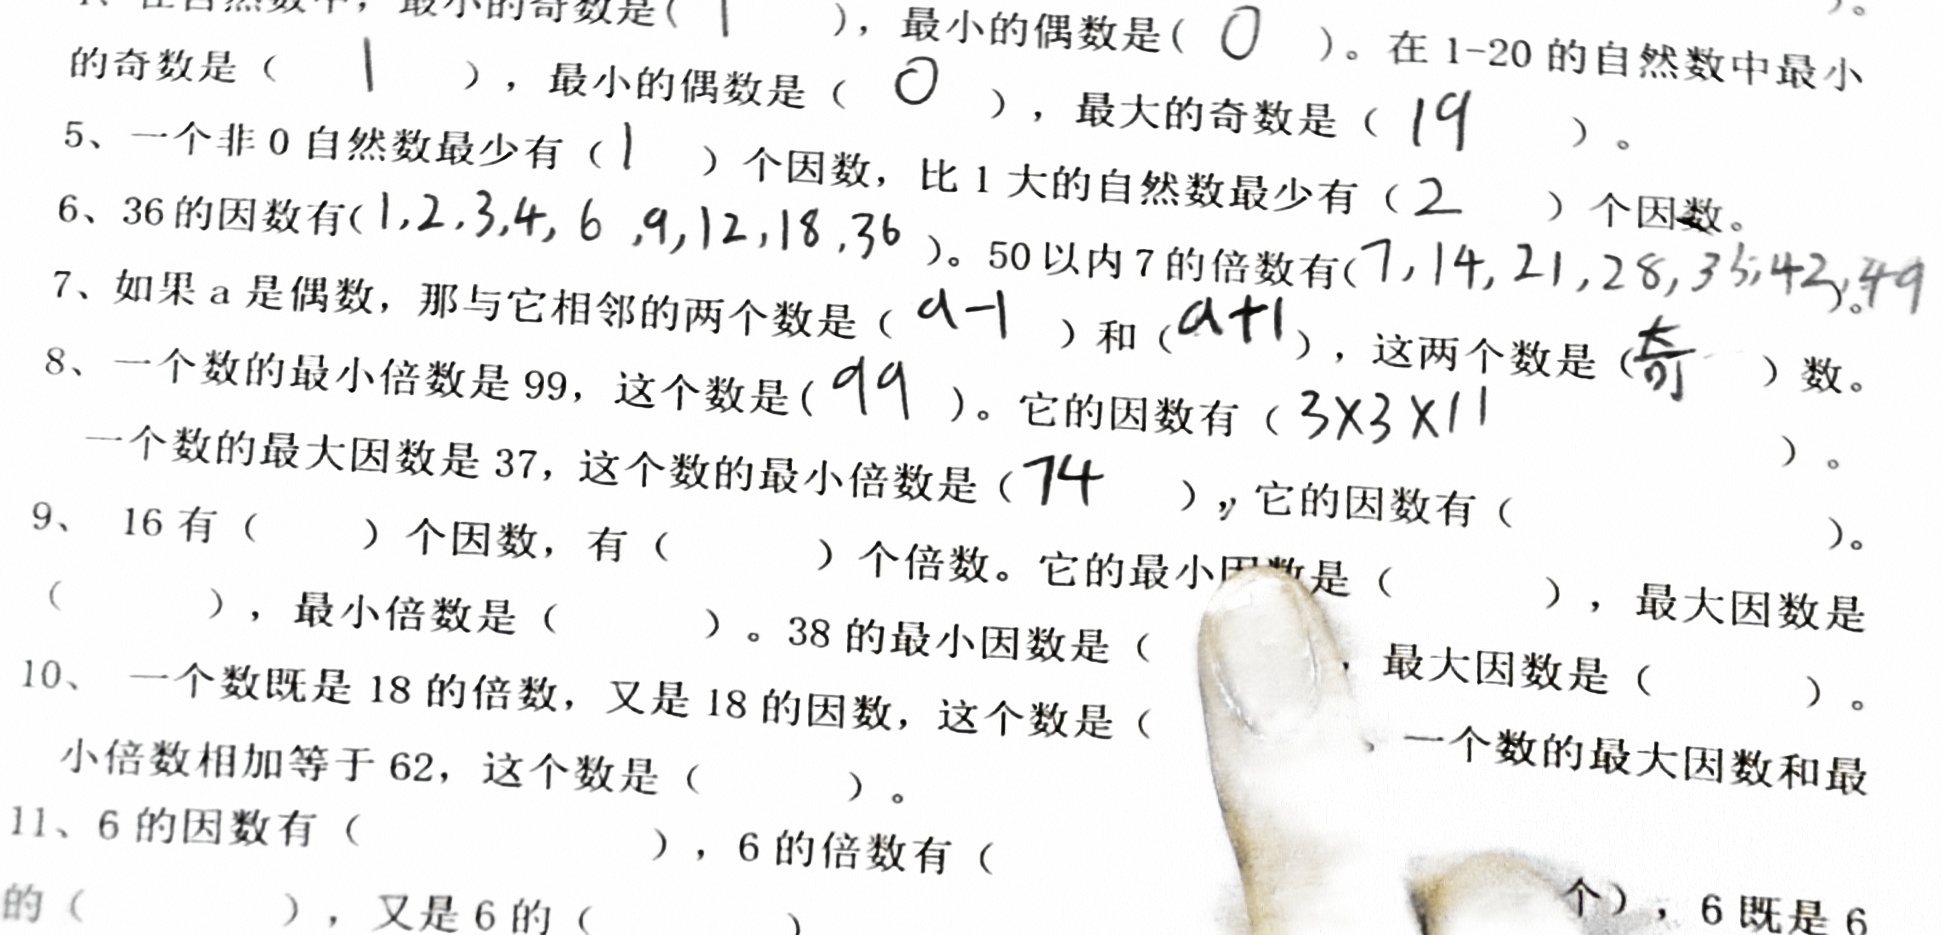 4、在自然数中，最小的奇数是( 1 )，最小的偶数是( 0 )。在 1-20 的自然数中最小
的奇数是（ 1 ），最小的偶数是（ 0 ），最大的奇数是（ 19 ）。
5、一个非 0 自然数最少有（ 1 ）个因数，比 1 大的自然数最少有（ 2 ）个因数。
6、36 的因数有( 1,2,3,4,6,9,12,18,36 )。50 以内 7 的倍数有( 7,14,21,28,35,42,49 )。
7、如果 a 是偶数，那与它相邻的两个数是（ a-1 ）和（ a+1 ），这两个数是（ 奇 ）数。
8、一个数的最小倍数是 99，这个数是( 99 )。它的因数有（ 3×3×11 ）。
一个数的最大因数是 37，这个数的最小倍数是（ 74 ），它的因数有（ ）。
9、 16 有（ ）个因数，有（ ）个倍数。它的最小因数是（ ），最大因数是
（ ），最小倍数是（ ）。38 的最小因数是（ ，最大因数是（ ）。
10、 一个数既是 18 的倍数，又是 18 的因数，这个数是（ 、一个数的最大因数和最
小倍数相加等于 62，这个数是（ ）。
11、6 的因数有（ ），6 的倍数有（ 个），6 既是 6
的（ ），又是 6 的（ ）